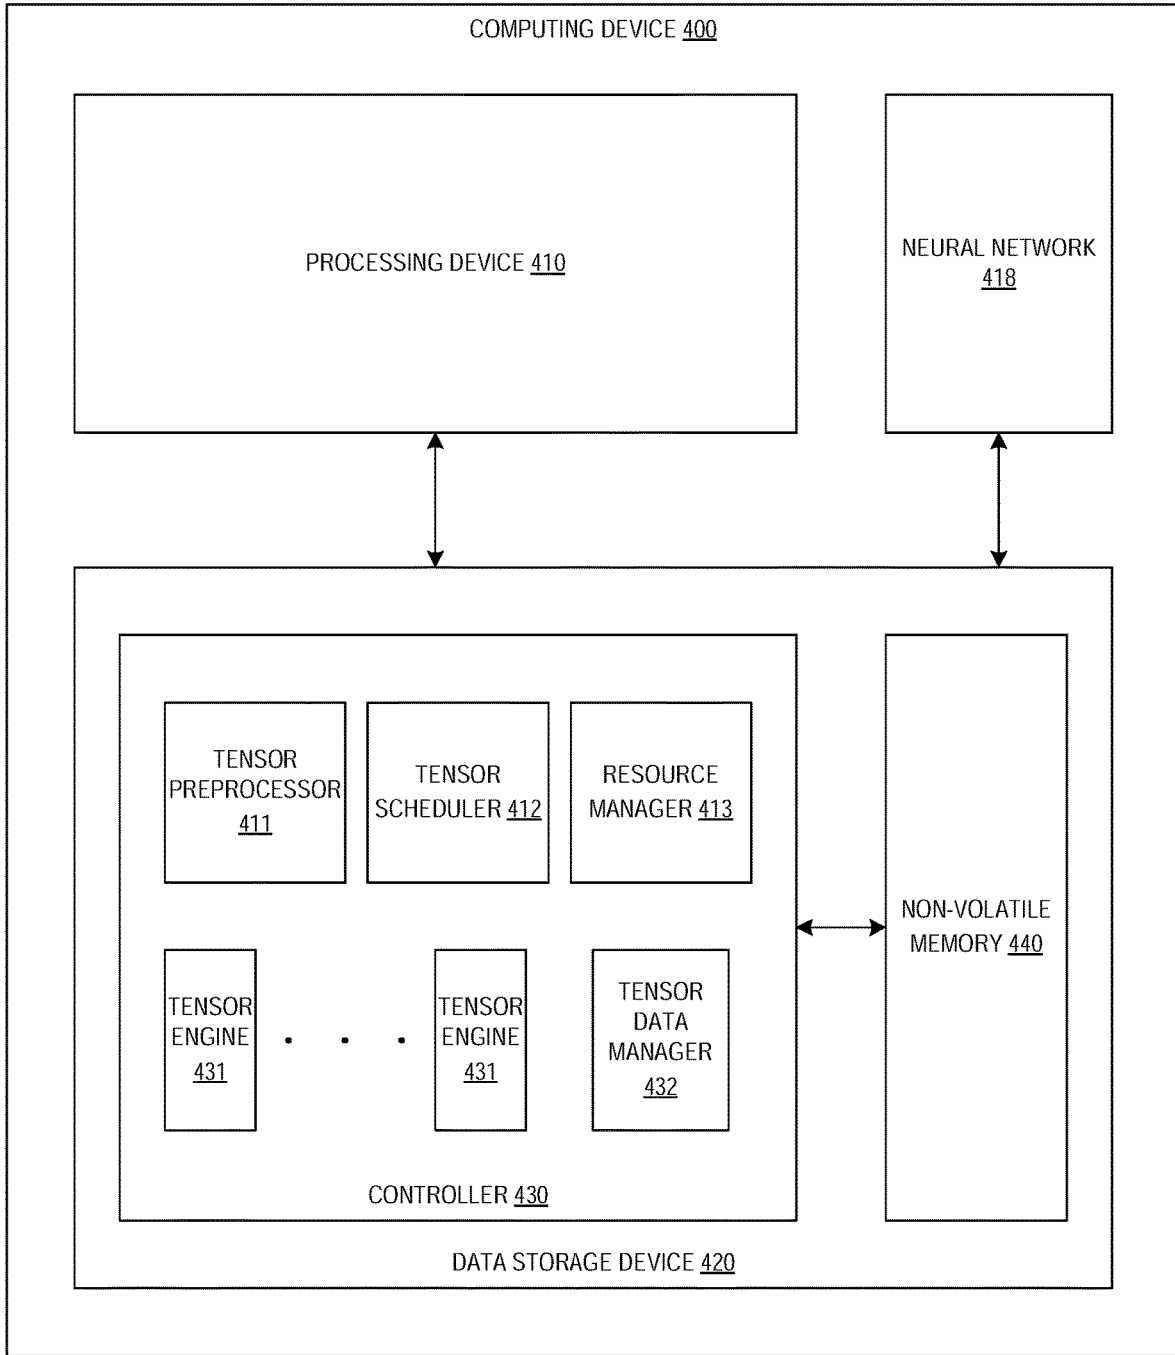 COMPUTING DEVICE 400
PROCESSING DEVICE 410
NEURAL NETWORK
418
TENSOR
PREPROCESSOR
411
TENSOR
SCHEDULER 412
RESOURCE
MANAGER 413
NON-VOLATILE
MEMORY 440
TENSOR
ENGINE
431
TENSOR
ENGINE
431
TENSOR
DATA
MANAGER
432
CONTROLLER 430
DATA STORAGE DEVICE 420